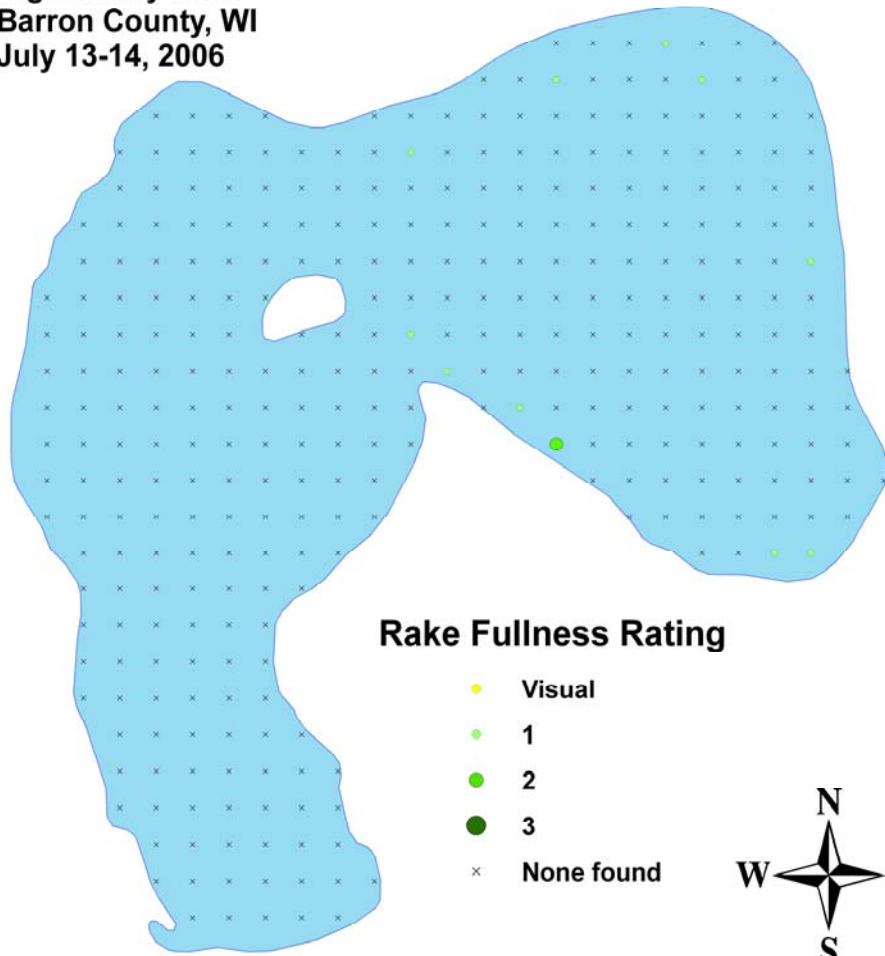 Barron County, WI
July 13-14, 2006
Rake Fullness Rating
Visual
1
2
3
None found
N
W
S